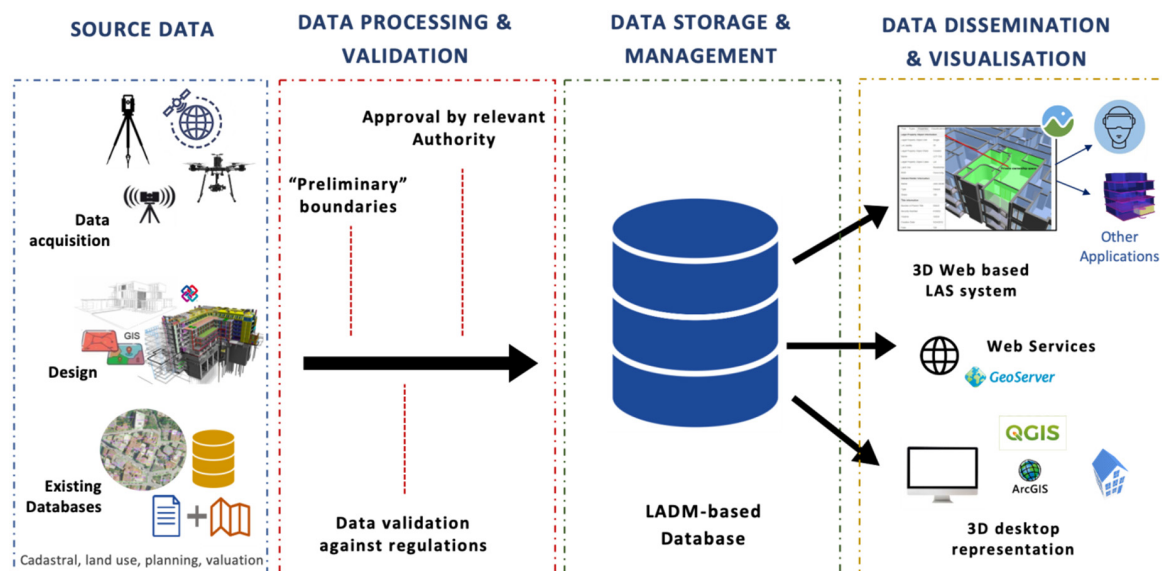 SOURCE DATA
DATA PROCESSING &
VALIDATION
DATA STORAGE &
MANAGEMENT
DATA DISSEMINATION
& VISUALISATION
Data
acquisition
GIS
Design
Existing
Databases
Cadastral, land use, planning, valuation
Approval by relevant
Authority
“Preliminary”
boundaries
Data validation
against regulations
LADM-based
Database
3D Web based
LAS system
Other
Applications
Web Services
GeoServer
QGIS
ArcGIS
3D desktop
representation